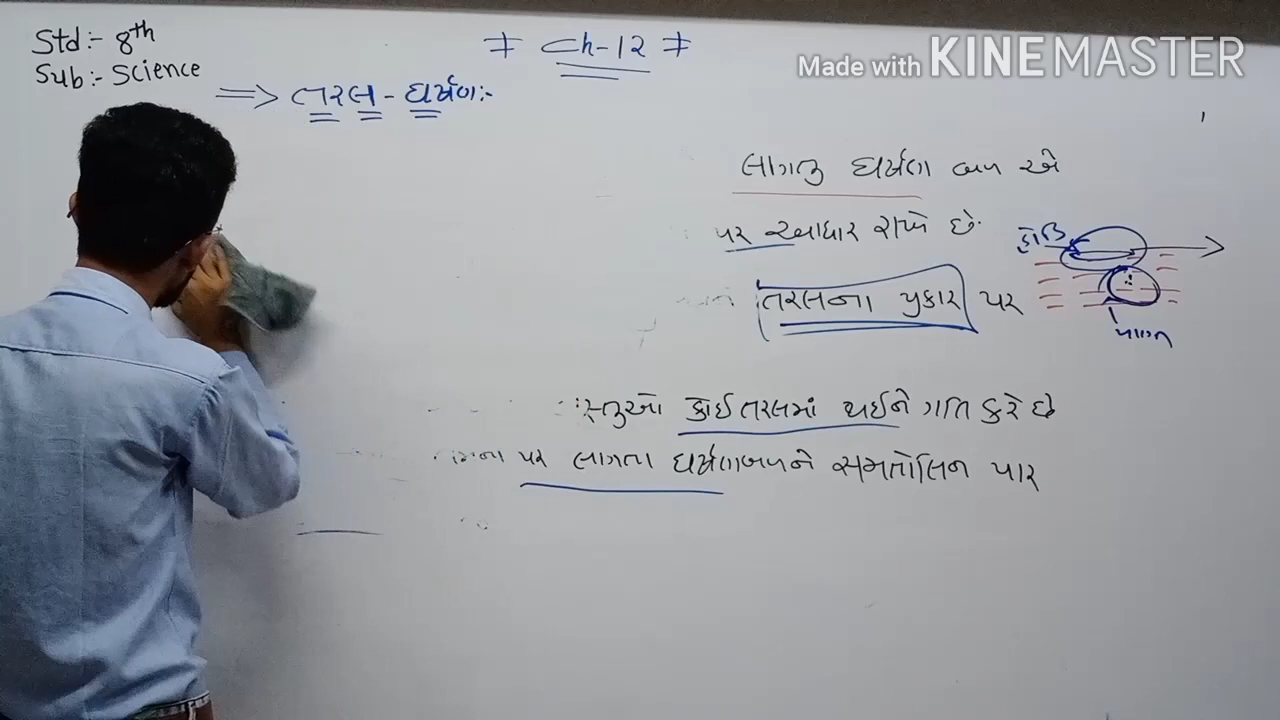 Std:- 8th
Sub:- Science
≠ Ch-12 ≠
Made with KINEMASTER
=> તરલ - ઘર્ષણ:-
લાગતુ ઘર્ષણ બળ એ
પર આધાર રાખે છે.
તરલના પ્રકાર પર
સ્તુઓ કોઈ તરલમાં થઈને ગતિ કરે છે
પર લાગતા ઘર્ષણબળને સમતોલિન પાર